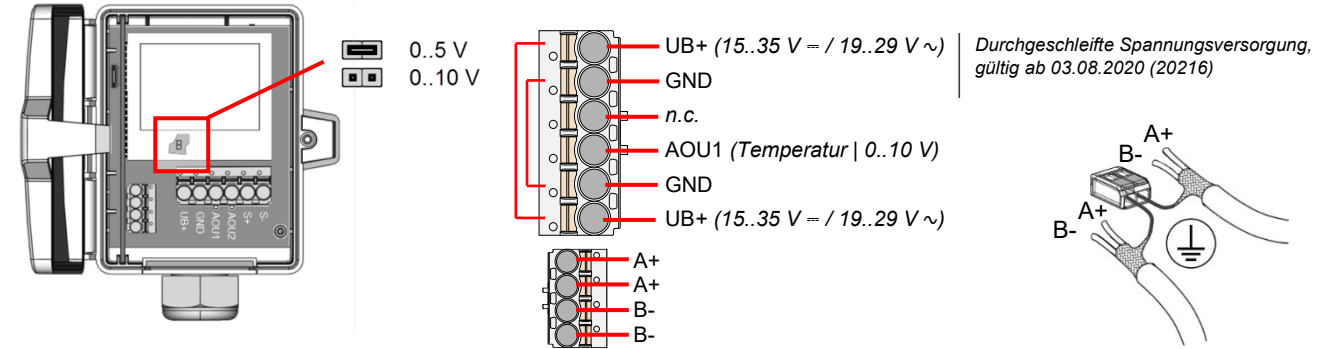 0..5 V
0..10 V
UB+
GND
AOU1
AOU2
S+
S-
UB+ (15..35 V ⎓ / 19..29 V ~)
GND
n.c.
AOU1 (Temperatur | 0..10 V)
GND
UB+ (15..35 V ⎓ / 19..29 V ~)
Durchgeschleifte Spannungsversorgung,
gültig ab 03.08.2020 (20216)
A+
A+
B-
B-
A+
B-
A+
B-